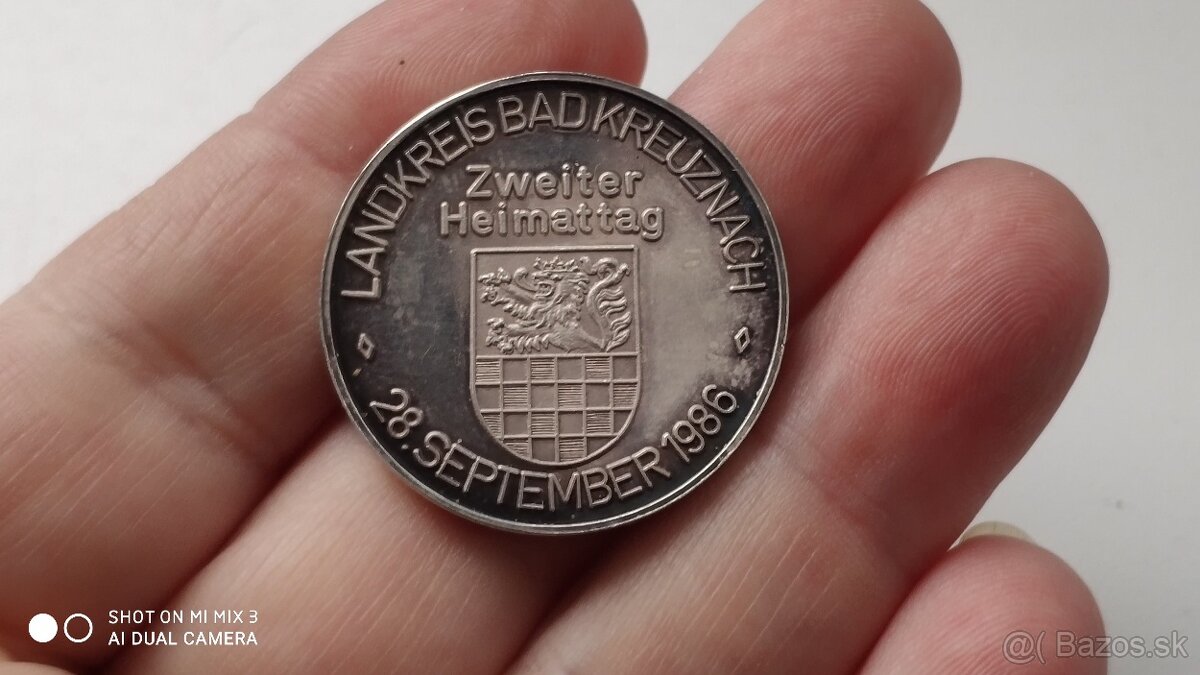 LANDKREIS BAD KREUZNACH
Zweiter
Heimattag
28. SEPTEMBER 1986
SHOT ON MI MIX 3
AI DUAL CAMERA
@( Bazos.sk